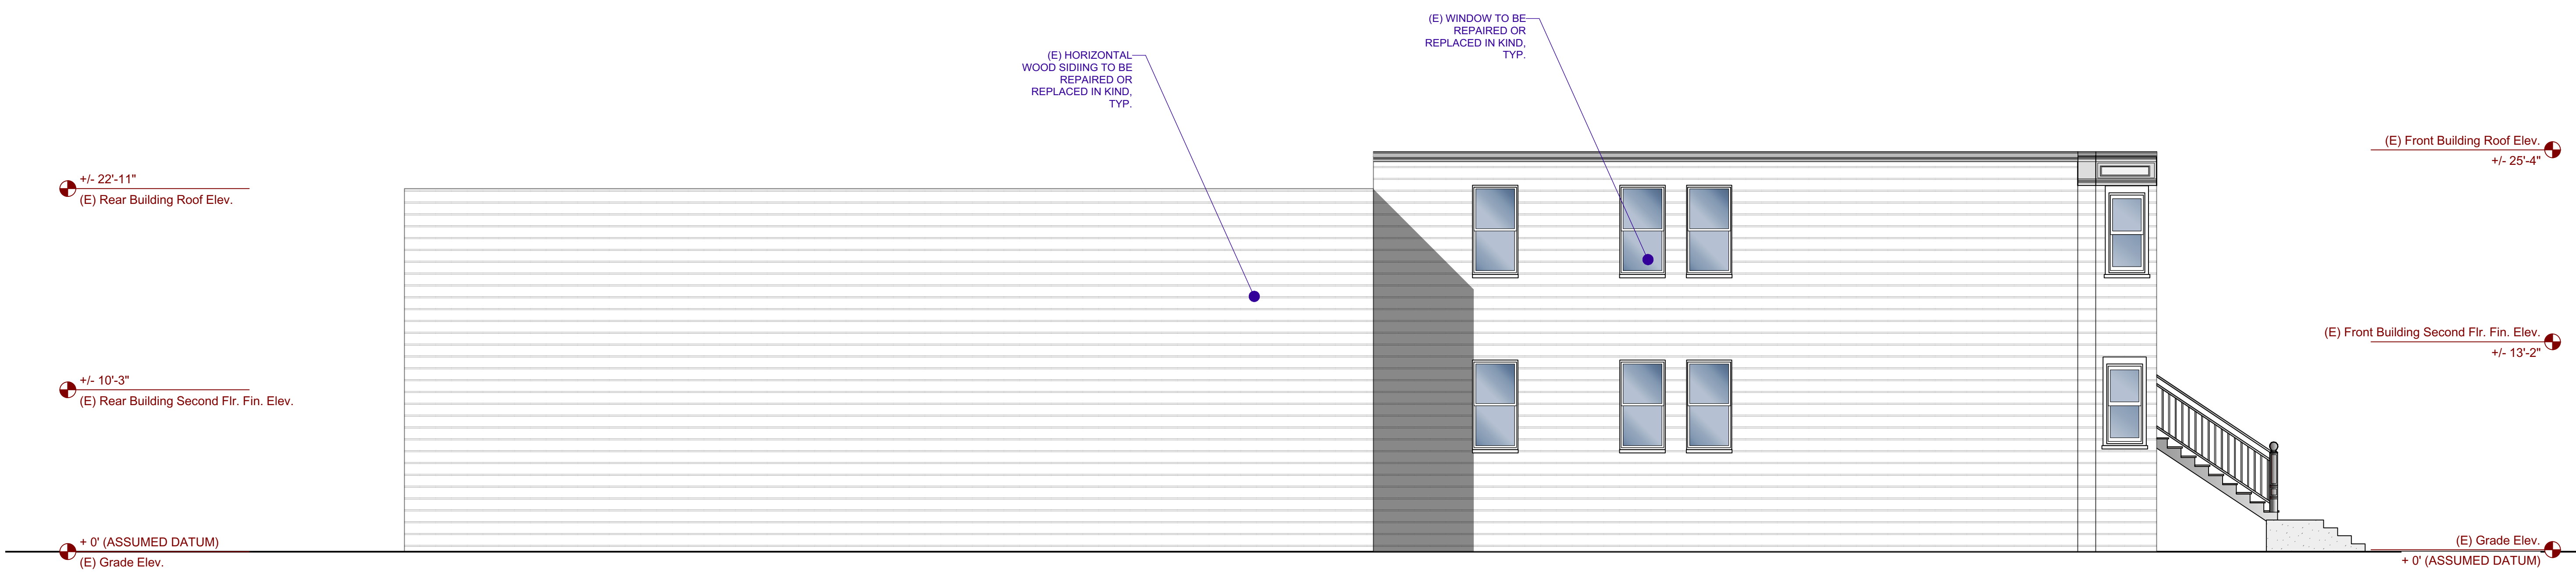 (E) WINDOW TO BE
REPAIRED OR
REPLACED IN KIND,
TYP.
(E) HORIZONTAL
WOOD SIDIING TO BE
REPAIRED OR
REPLACED IN KIND,
TYP.
+/- 22'-11"
(E) Rear Building Roof Elev.
+/- 10'-3"
(E) Rear Building Second Flr. Fin. Elev.
+ 0' (ASSUMED DATUM)
(E) Grade Elev.
(E) Front Building Roof Elev.
+/- 25'-4"
(E) Front Building Second Flr. Fin. Elev.
+/- 13'-2"
(E) Grade Elev.
+ 0' (ASSUMED DATUM)